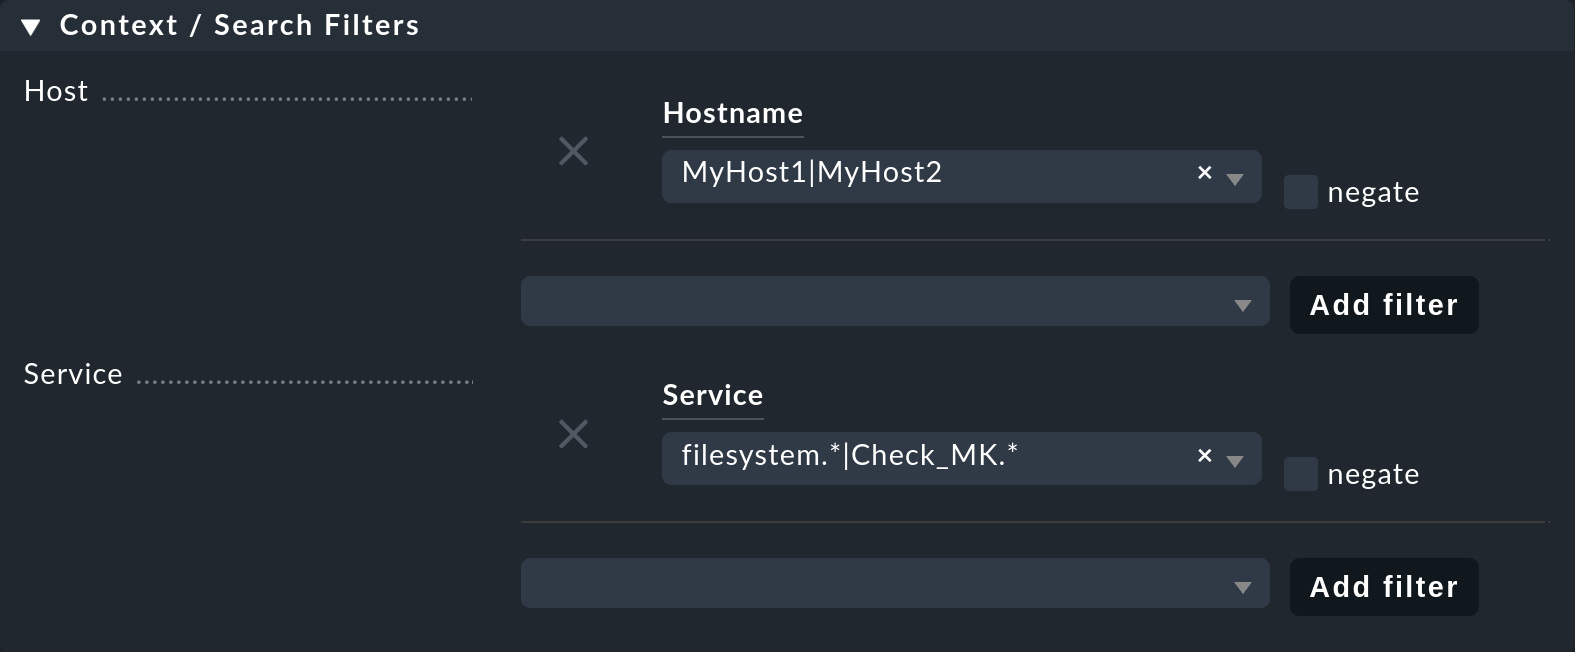 Context / Search Filters
Host
Hostname
MyHost1|MyHost2
negate
Add filter
Service
Service
filesystem.*|Check_MK.*
negate
Add filter